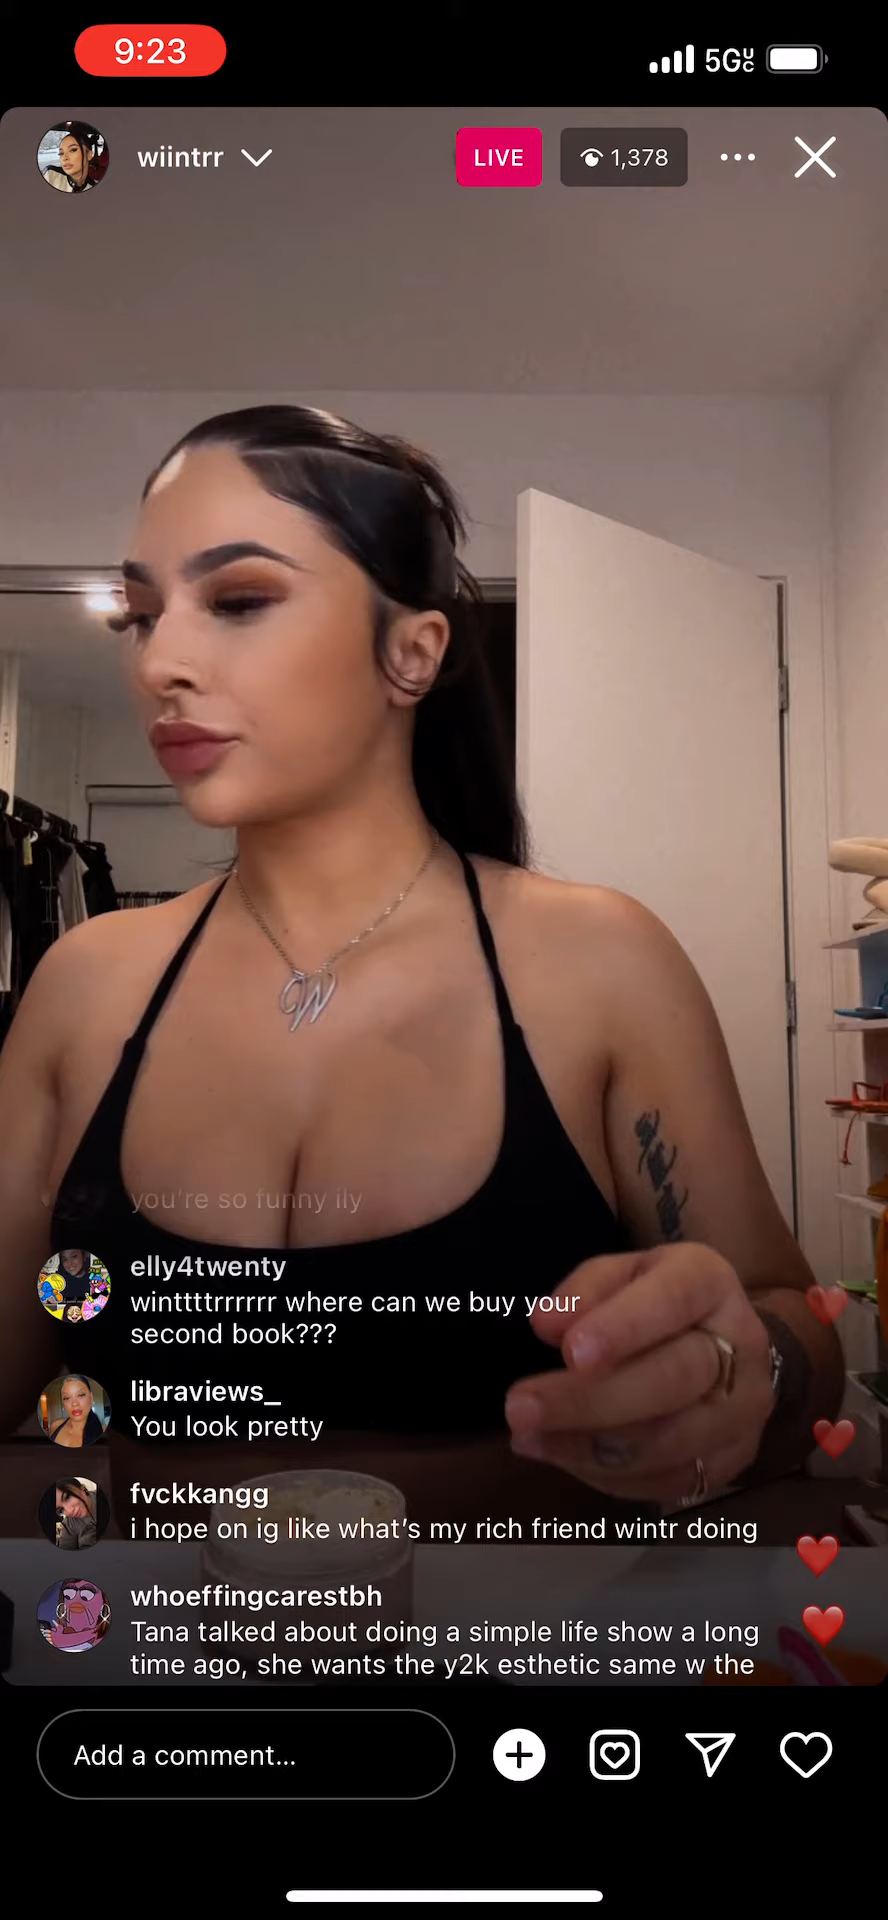 9:23
5GUC
wiintrr
LIVE
1,378
W
you're so funny ily
elly4twenty
winttttrrrrrr where can we buy your
second book???
libraviews_
You look pretty
fvckkangg
i hope on ig like what's my rich friend wintr doing
whoeffingcarestbh
Tana talked about doing a simple life show a long
time ago, she wants the y2k esthetic same w the
Add a comment...